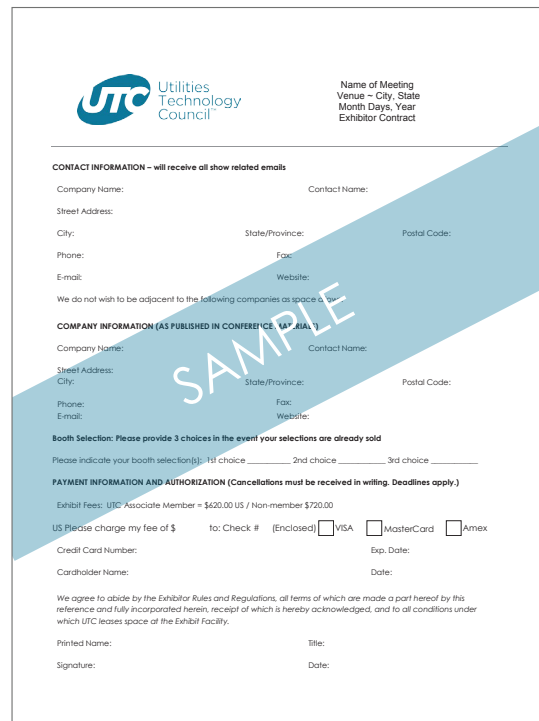 UTC Utilities
Technology
Council™
Name of Meeting
Venue ~ City, State
Month Days, Year
Exhibitor Contract
CONTACT INFORMATION – will receive all show related emails
Company Name: Contact Name:
Street Address:
City: State/Province: Postal Code:
Phone: Fax:
E-mail: Website:
We do not wish to be adjacent to the following companies as space allows:
COMPANY INFORMATION (AS PUBLISHED IN CONFERENCE MATERIALS)
SAMPLE
Company Name: Contact Name:
Street Address:
City: State/Province: Postal Code:
Phone: Fax:
E-mail: Website:
Booth Selection: Please provide 3 choices in the event your selections are already sold
Please indicate your booth selection(s): 1st choice __________ 2nd choice __________ 3rd choice __________
PAYMENT INFORMATION AND AUTHORIZATION (Cancellations must be received in writing. Deadlines apply.)
Exhibit Fees: UTC Associate Member = $620.00 US / Non-member $720.00
US Please charge my fee of $ to: Check # (Enclosed) VISA MasterCard Amex
Credit Card Number: Exp. Date:
Cardholder Name: Date:
We agree to abide by the Exhibitor Rules and Regulations, all terms of which are made a part hereof by this
reference and fully incorporated herein, receipt of which is hereby acknowledged, and to all conditions under
which UTC leases space at the Exhibit Facility.
Printed Name: Title:
Signature: Date: